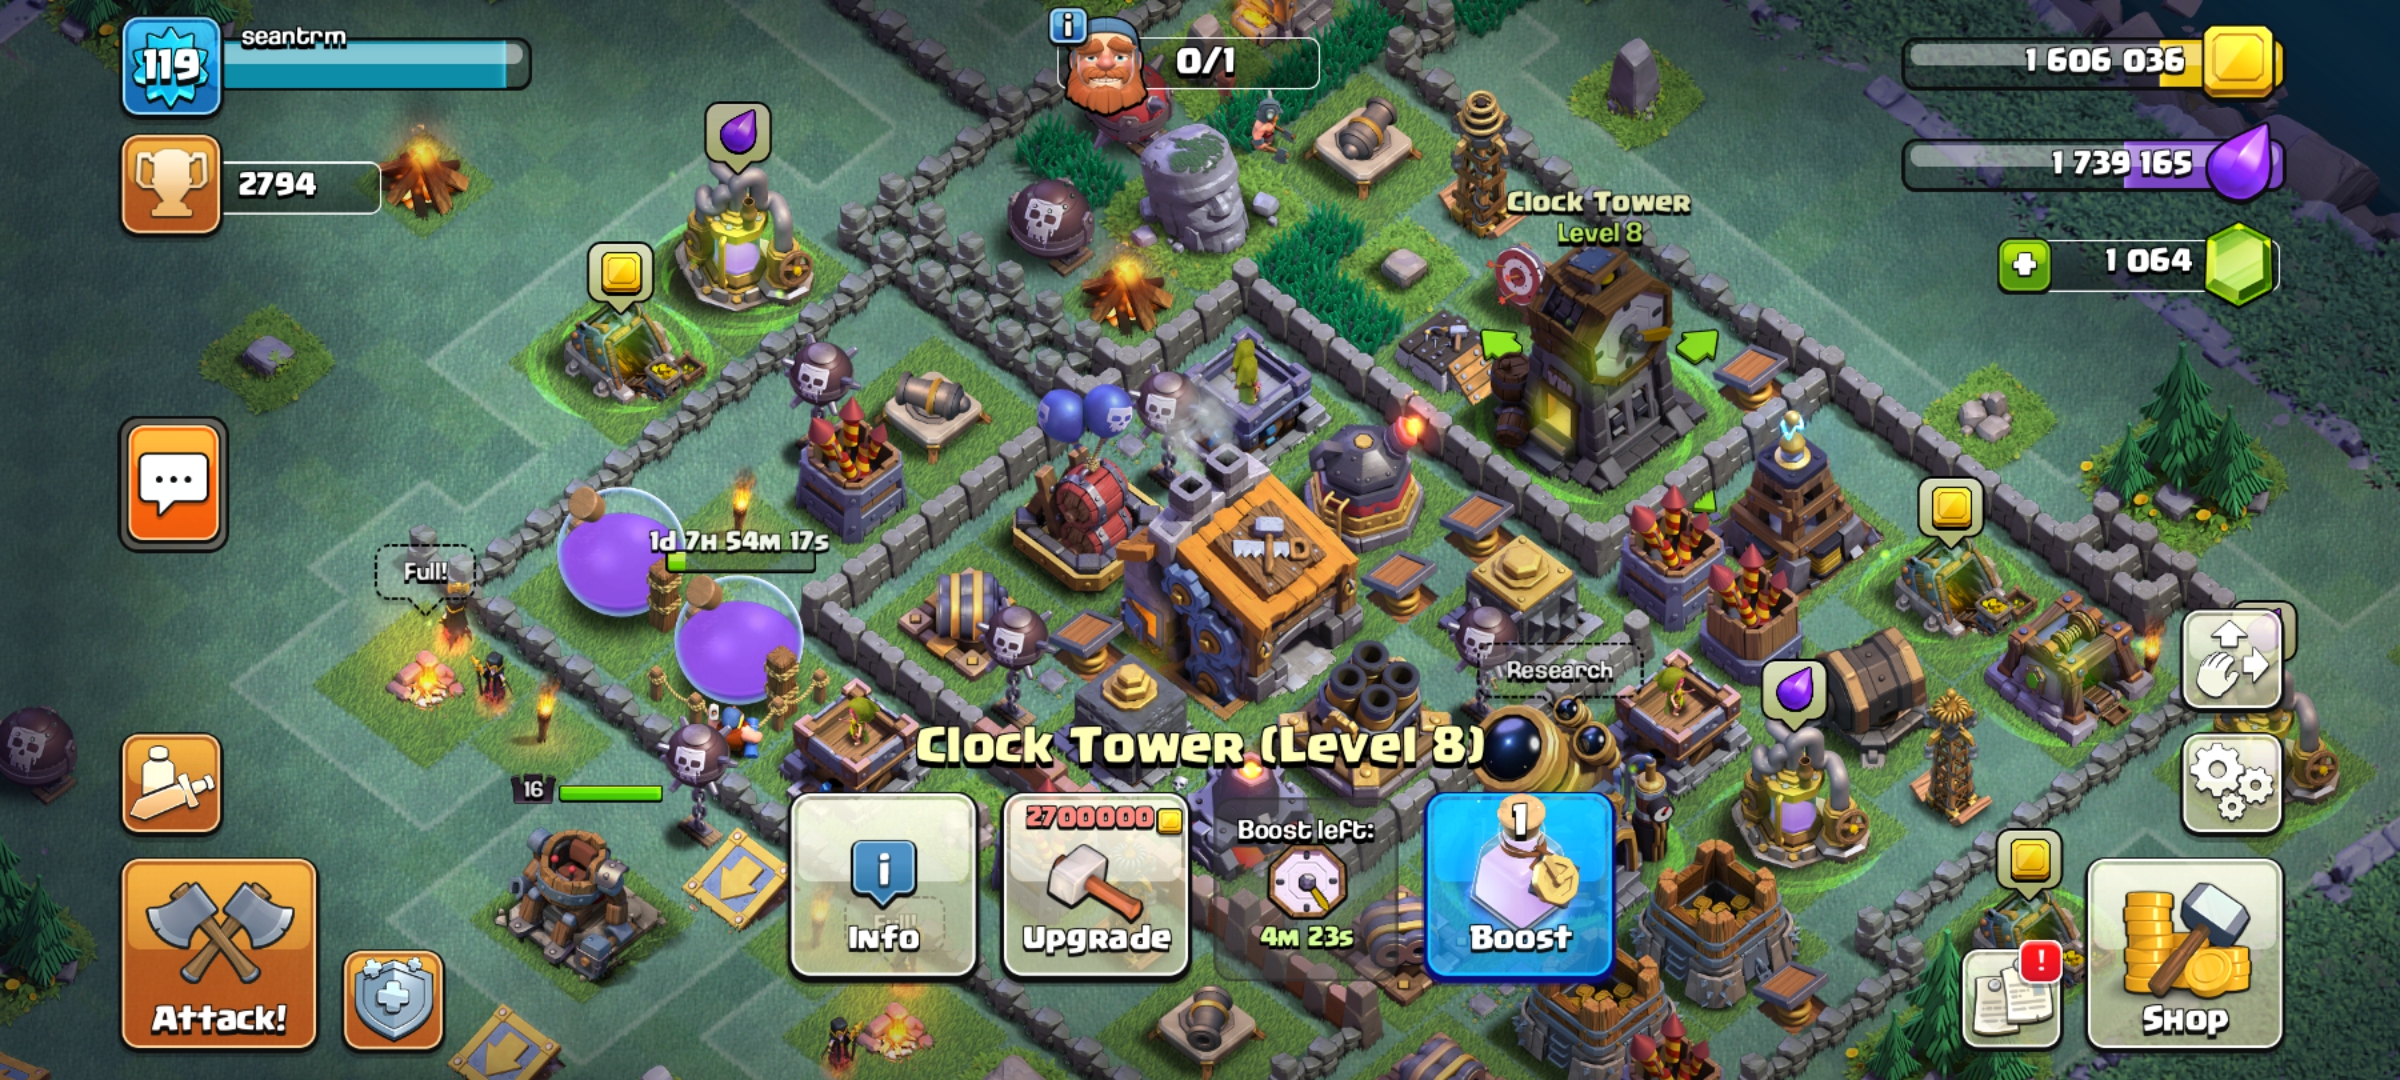 119
seantrm
2794
0/1
1 606 036
1 739 165
1 064
Clock Tower
Level 8
1d 7H 54M 17s
Full!
Research
16
Clock Tower (Level 8)
Info
2700000
Upgrade
Boost left:
4M 23s
1
Boost
Full!
Attack!
!
Shop